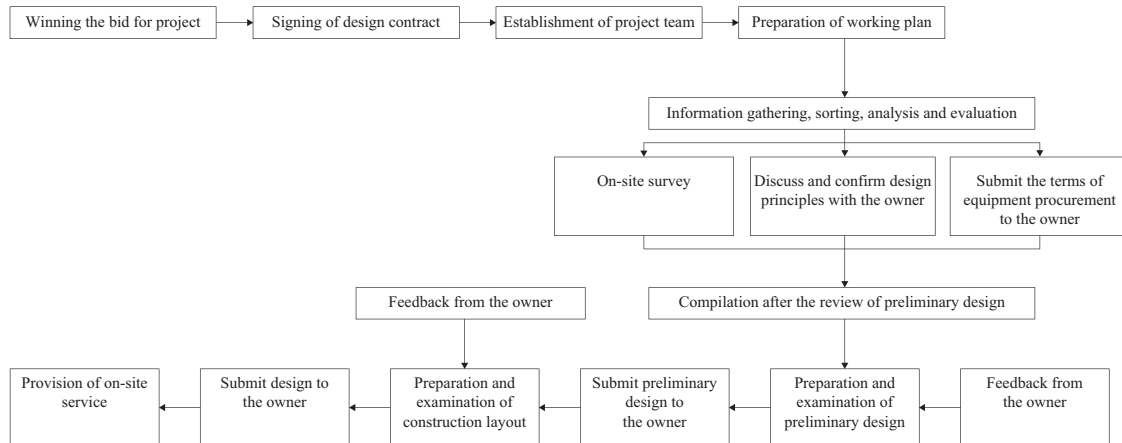 Winning the bid for project
Signing of design contract
Establishment of project team
Preparation of working plan
Information gathering, sorting, analysis and evaluation
On-site survey
Discuss and confirm design
principles with the owner
Submit the terms of
equipment procurement
to the owner
Feedback from the owner
Compilation after the review of preliminary design
Provision of on-site
service
Submit design to
the owner
Preparation and
examination of
construction layout
Submit preliminary
design to
the owner
Preparation and
examination of
preliminary design
Feedback from
the owner